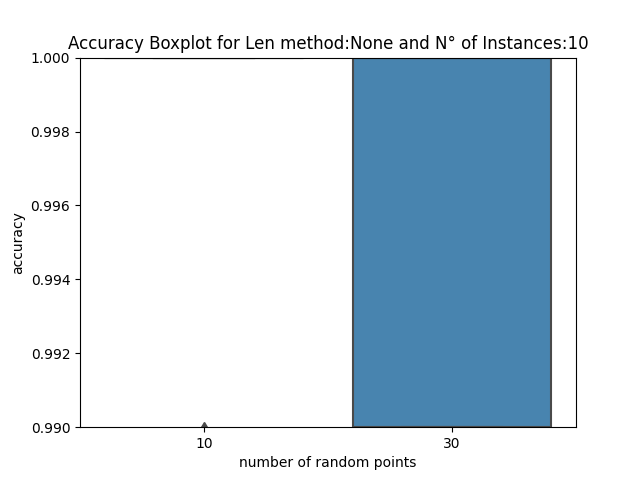 Accuracy Boxplot for Len method:None and N° of Instances:10
1.000
0.998
0.996
0.994
0.992
0.990
accuracy
10
30
number of random points